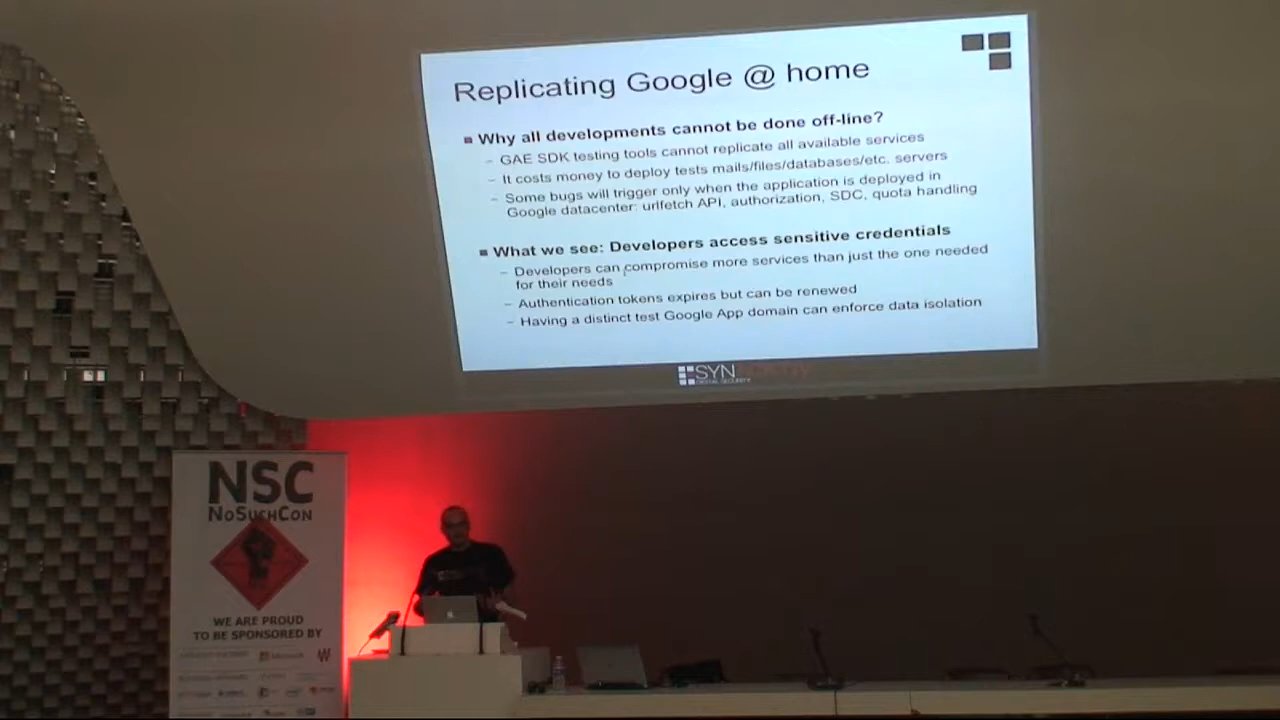 Replicating Google @ home
Why all developments cannot be done off-line?
– GAE SDK testing tools cannot replicate all available services
– It costs money to deploy tests mails/files/databases/etc. servers
– Some bugs will trigger only when the application is deployed in
Google datacenter: urlfetch API, authorization, SDC, quota handling
What we see: Developers access sensitive credentials
– Developers can compromise more services than just the one needed
for their needs
– Authentication tokens expires but can be renewed
– Having a distinct test Google App domain can enforce data isolation
SYN
DIGITAL SECURITY
NSC
NoSuchCon
WE ARE PROUD
TO BE SPONSORED BY